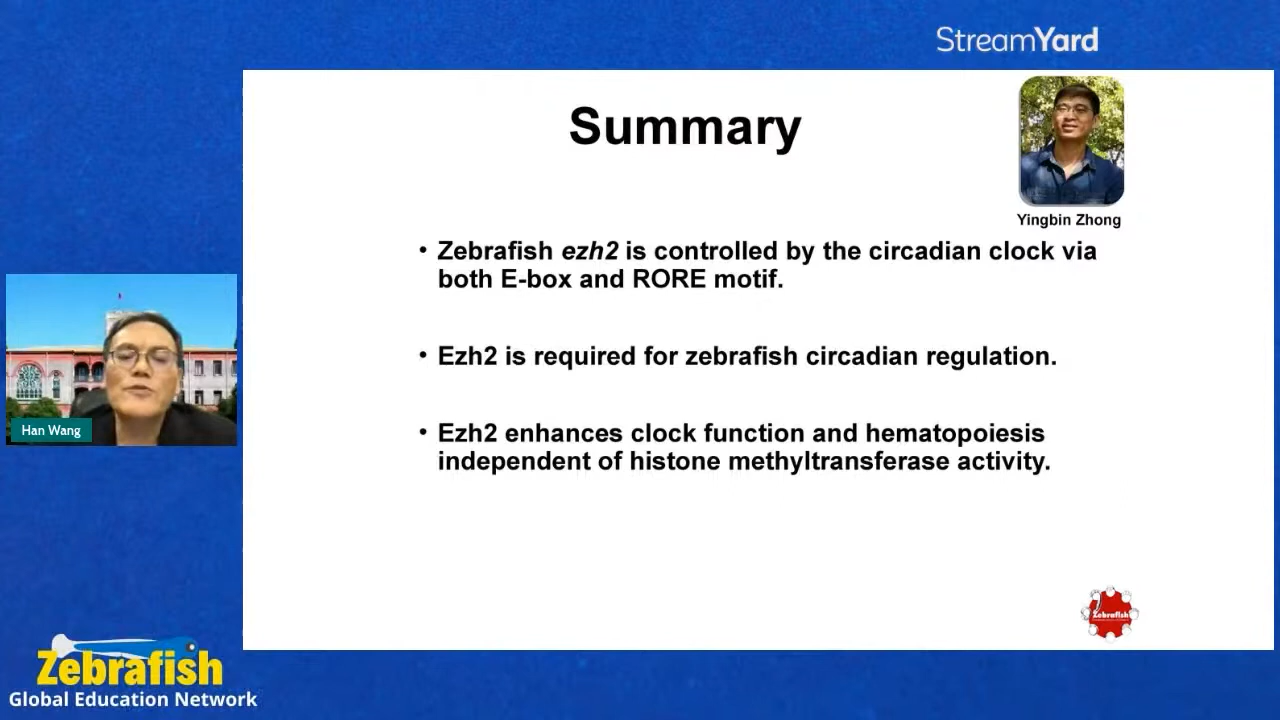 StreamYard
Summary
Yingbin Zhong
• Zebrafish ezh2 is controlled by the circadian clock via
both E-box and RORE motif.
• Ezh2 is required for zebrafish circadian regulation.
• Ezh2 enhances clock function and hematopoiesis
independent of histone methyltransferase activity.
Han Wang
Zebrafish
Zebrafish
Global Education Network